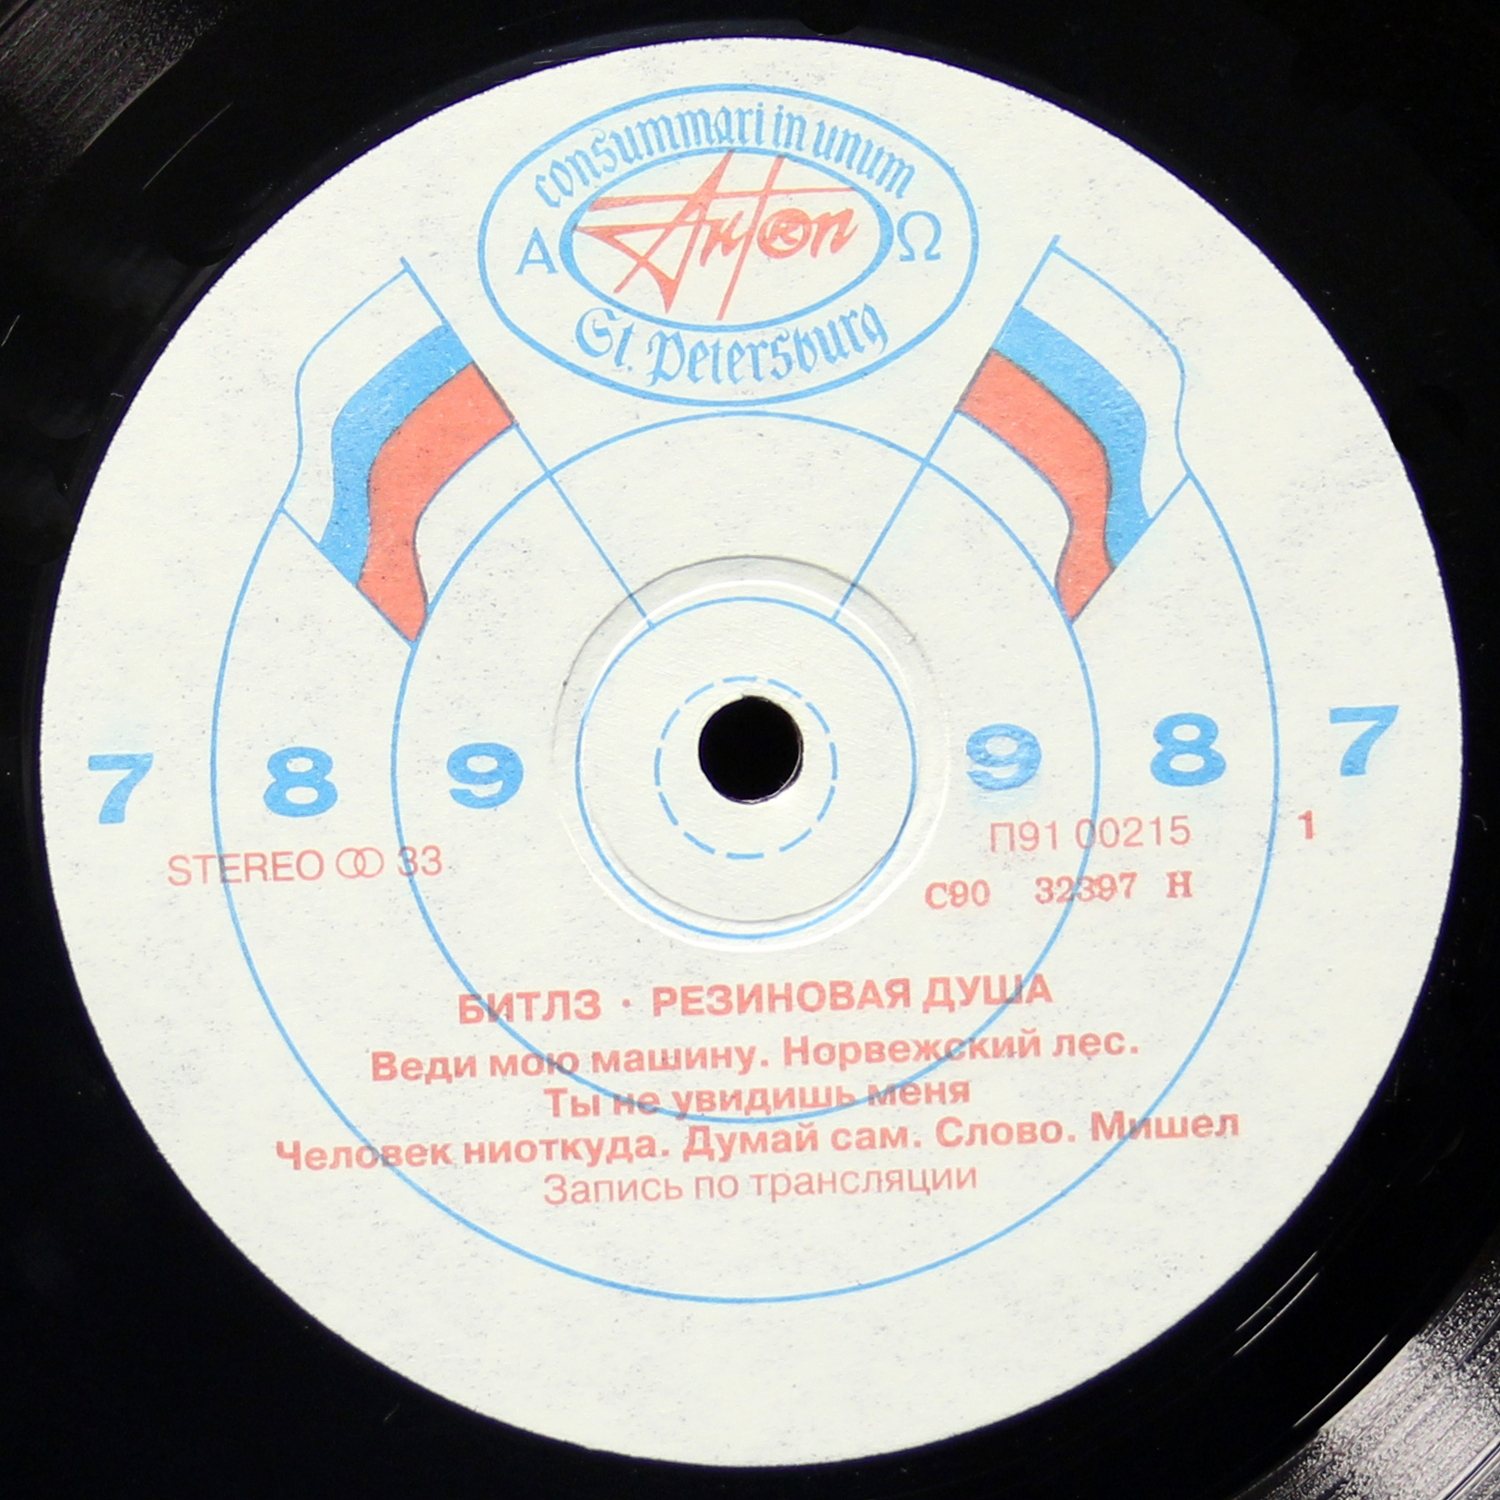 consummari in unum
Α Anton Ω
St. Petersburg
7 8 9 9 8 7
STEREO 33
П91 00215 1
С90 32397 Н
БИТЛЗ · РЕЗИНОВАЯ ДУША
Веди мою машину. Норвежский лес.
Ты не увидишь меня
Человек ниоткуда. Думай сам. Слово. Мишел
Запись по трансляции